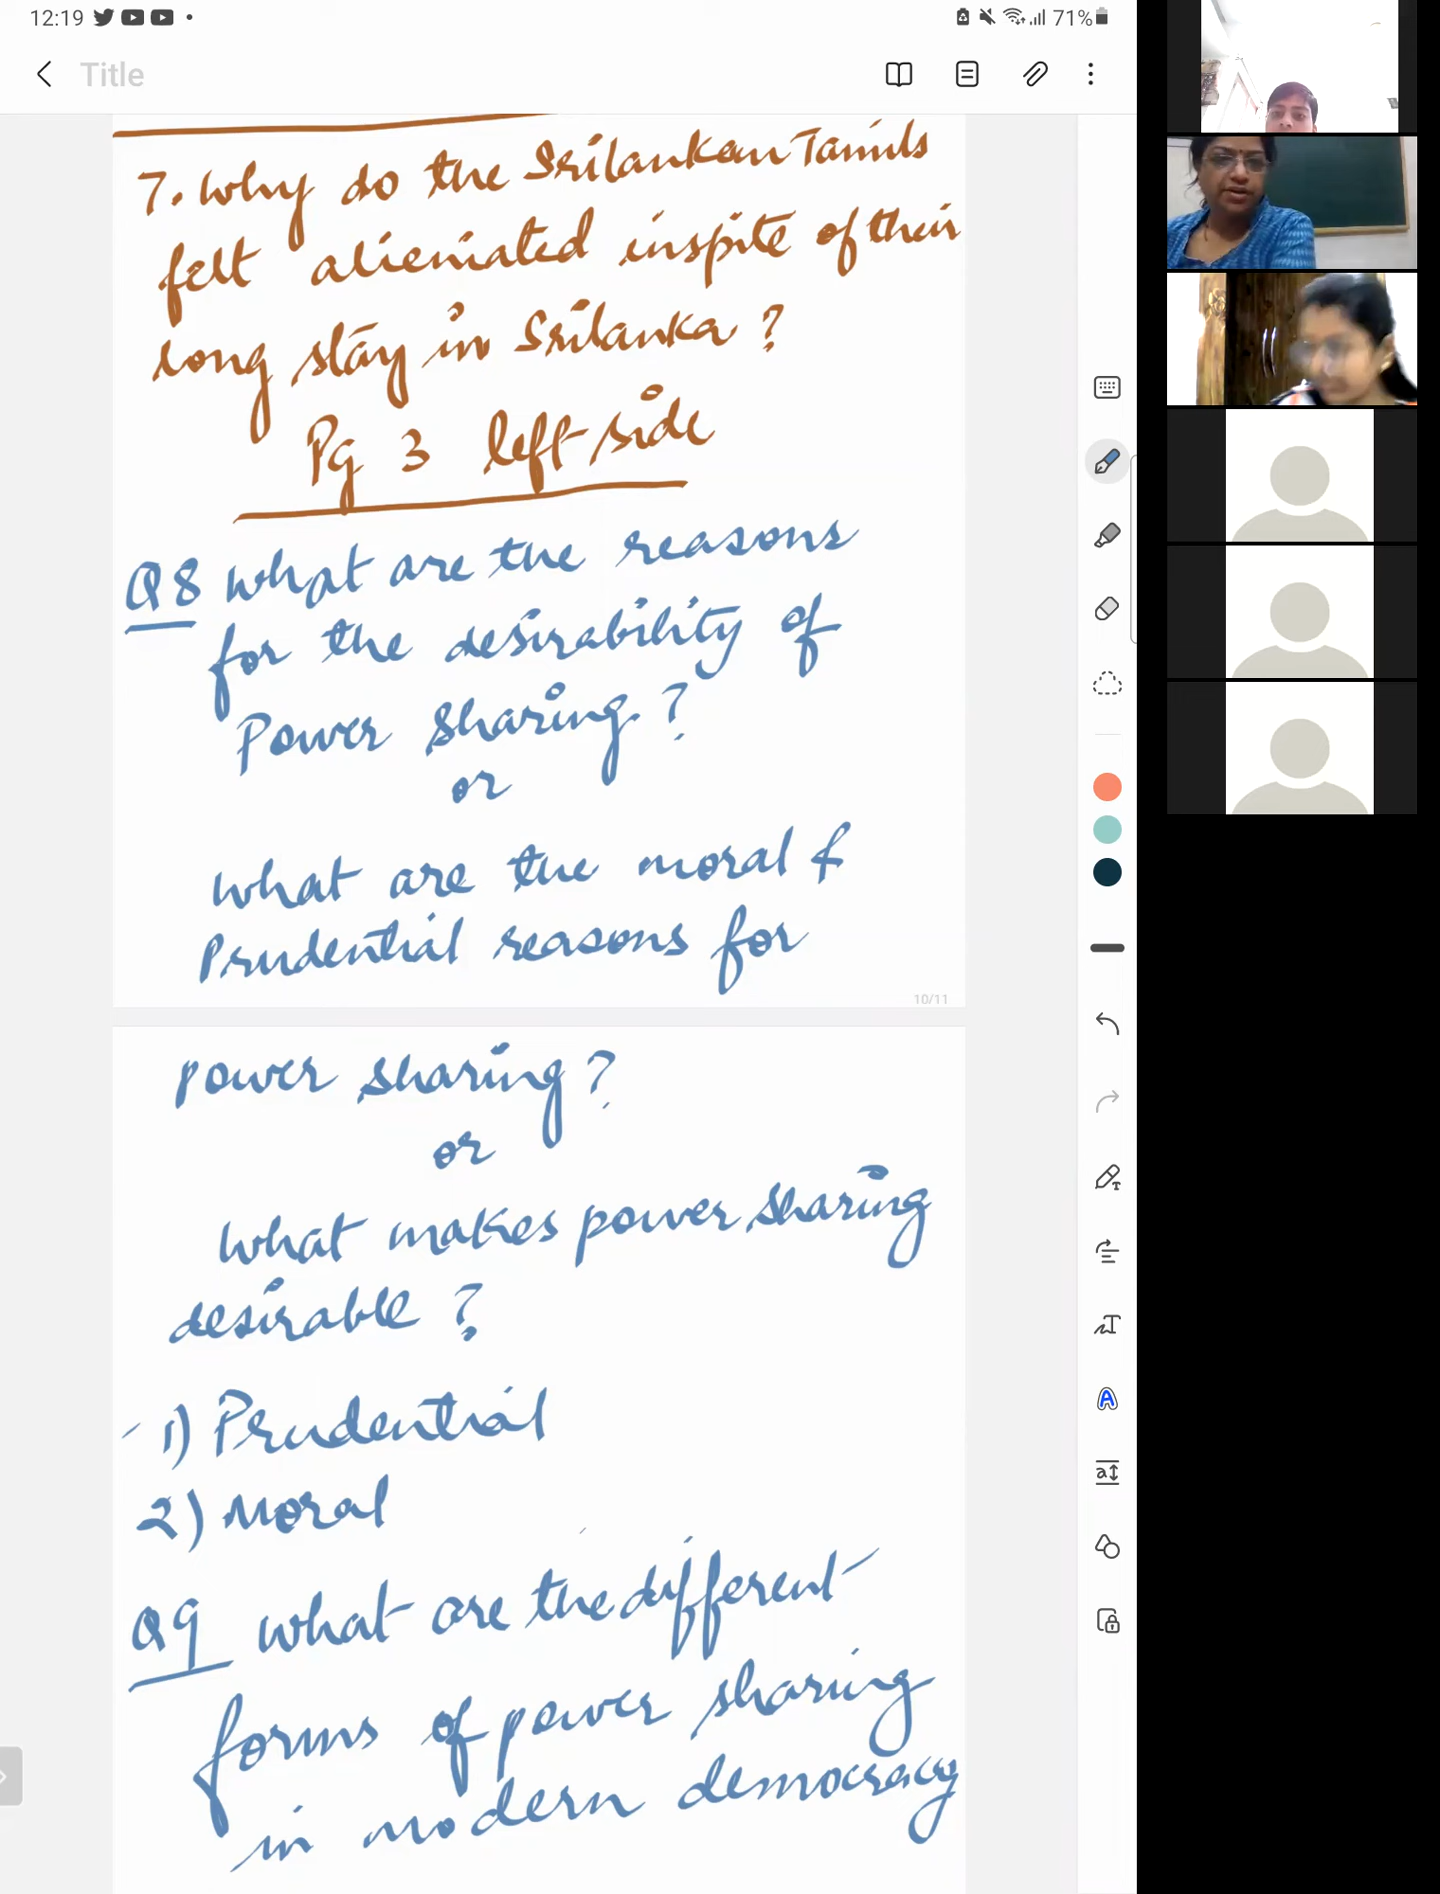 12:19
71%
Title
7. Why do the Srilankan Tamils
felt alieniated inspite of their
long stay in Srilanka ?
Pg 3 left side
Q8 What are the reasons
for the desirability of
Power Sharing. ?
or
What are the moral &
Prudential reasons for
10/11
power sharing ?
or
What makes power sharing
desirable ?
1) Prudential
2) Moral
Q9 what are the different
forms of power sharing
in modern democracy